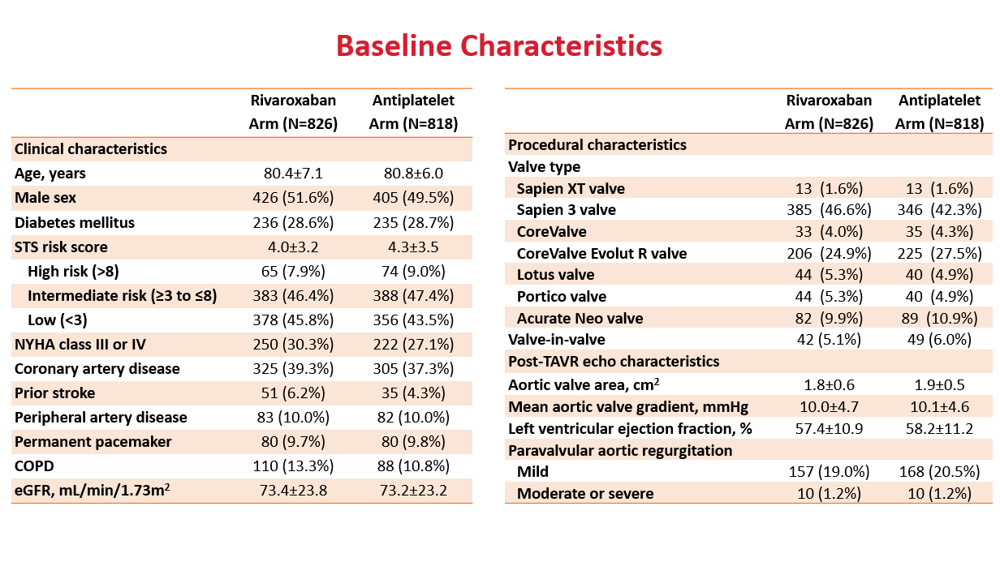 Baseline Characteristics
Rivaroxaban Antiplatelet
Arm (N=826) Arm (N=818)
Clinical characteristics
Age, years 80.4±7.1 80.8±6.0
Male sex 426 (51.6%) 405 (49.5%)
Diabetes mellitus 236 (28.6%) 235 (28.7%)
STS risk score 4.0±3.2 4.3±3.5
High risk (>8) 65 (7.9%) 74 (9.0%)
Intermediate risk (≥3 to ≤8) 383 (46.4%) 388 (47.4%)
Low (<3) 378 (45.8%) 356 (43.5%)
NYHA class III or IV 250 (30.3%) 222 (27.1%)
Coronary artery disease 325 (39.3%) 305 (37.3%)
Prior stroke 51 (6.2%) 35 (4.3%)
Peripheral artery disease 83 (10.0%) 82 (10.0%)
Permanent pacemaker 80 (9.7%) 80 (9.8%)
COPD 110 (13.3%) 88 (10.8%)
eGFR, mL/min/1.73m² 73.4±23.8 73.2±23.2
Rivaroxaban Antiplatelet
Arm (N=826) Arm (N=818)
Procedural characteristics
Valve type
Sapien XT valve 13 (1.6%) 13 (1.6%)
Sapien 3 valve 385 (46.6%) 346 (42.3%)
CoreValve 33 (4.0%) 35 (4.3%)
CoreValve Evolut R valve 206 (24.9%) 225 (27.5%)
Lotus valve 44 (5.3%) 40 (4.9%)
Portico valve 44 (5.3%) 40 (4.9%)
Acurate Neo valve 82 (9.9%) 89 (10.9%)
Valve-in-valve 42 (5.1%) 49 (6.0%)
Post-TAVR echo characteristics
Aortic valve area, cm² 1.8±0.6 1.9±0.5
Mean aortic valve gradient, mmHg 10.0±4.7 10.1±4.6
Left ventricular ejection fraction, % 57.4±10.9 58.2±11.2
Paravalvular aortic regurgitation
Mild 157 (19.0%) 168 (20.5%)
Moderate or severe 10 (1.2%) 10 (1.2%)